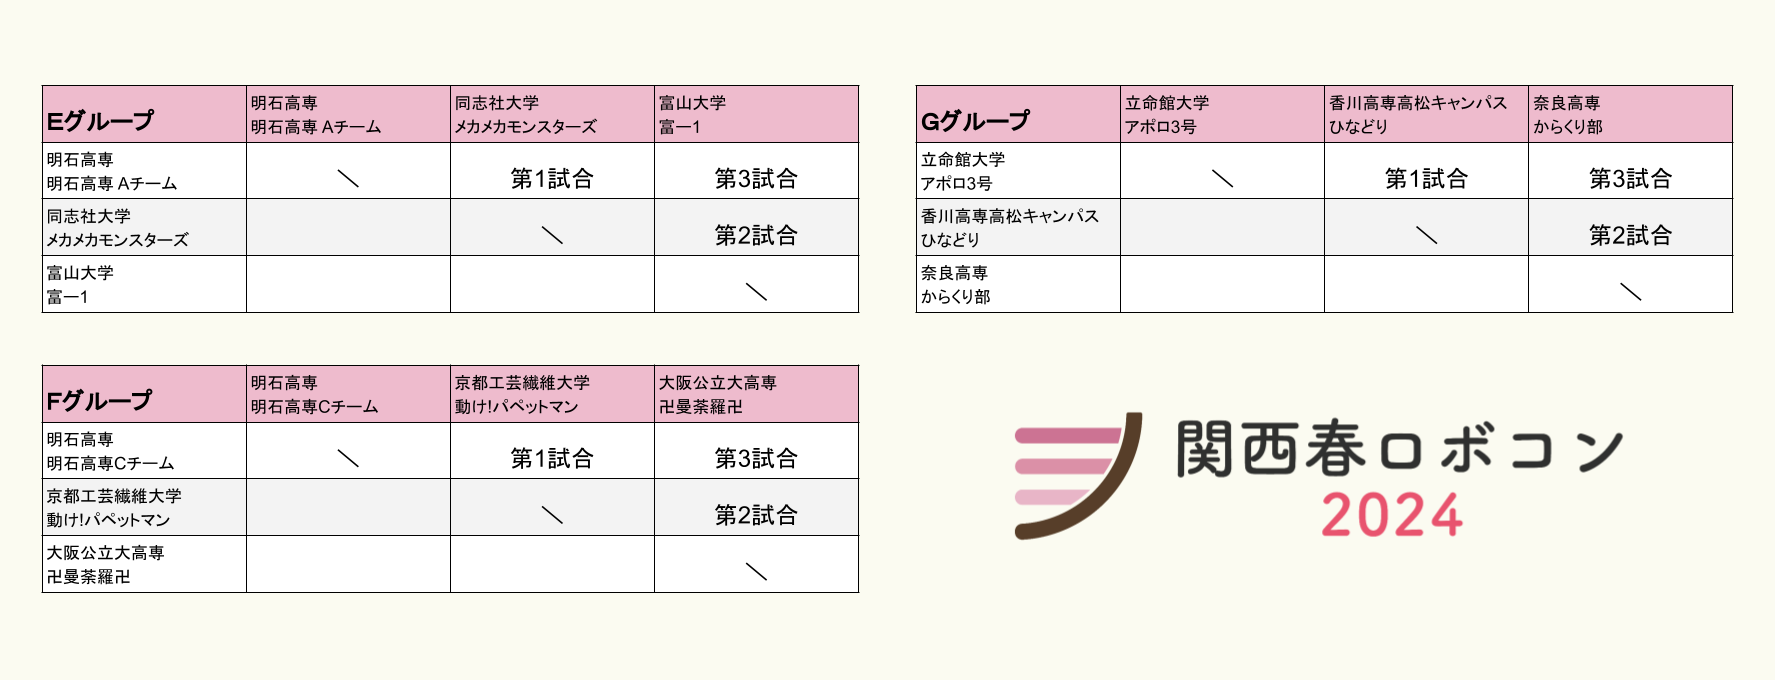 Eグループ
明石高専
明石高専 Aチーム
同志社大学
メカメカモンスターズ
富山大学
富一1
明石高専
明石高専 Aチーム
＼
第1試合
第3試合
同志社大学
メカメカモンスターズ
＼
第2試合
富山大学
富一1
＼
Gグループ
立命館大学
アポロ3号
香川高専高松キャンパス
ひなどり
奈良高専
からくり部
立命館大学
アポロ3号
＼
第1試合
第3試合
香川高専高松キャンパス
ひなどり
＼
第2試合
奈良高専
からくり部
＼
Fグループ
明石高専
明石高専Cチーム
京都工芸繊維大学
動け!パペットマン
大阪公立大高専
卍曼荼羅卍
明石高専
明石高専Cチーム
＼
第1試合
第3試合
京都工芸繊維大学
動け!パペットマン
＼
第2試合
大阪公立大高専
卍曼荼羅卍
＼
関西春ロボコン
2024